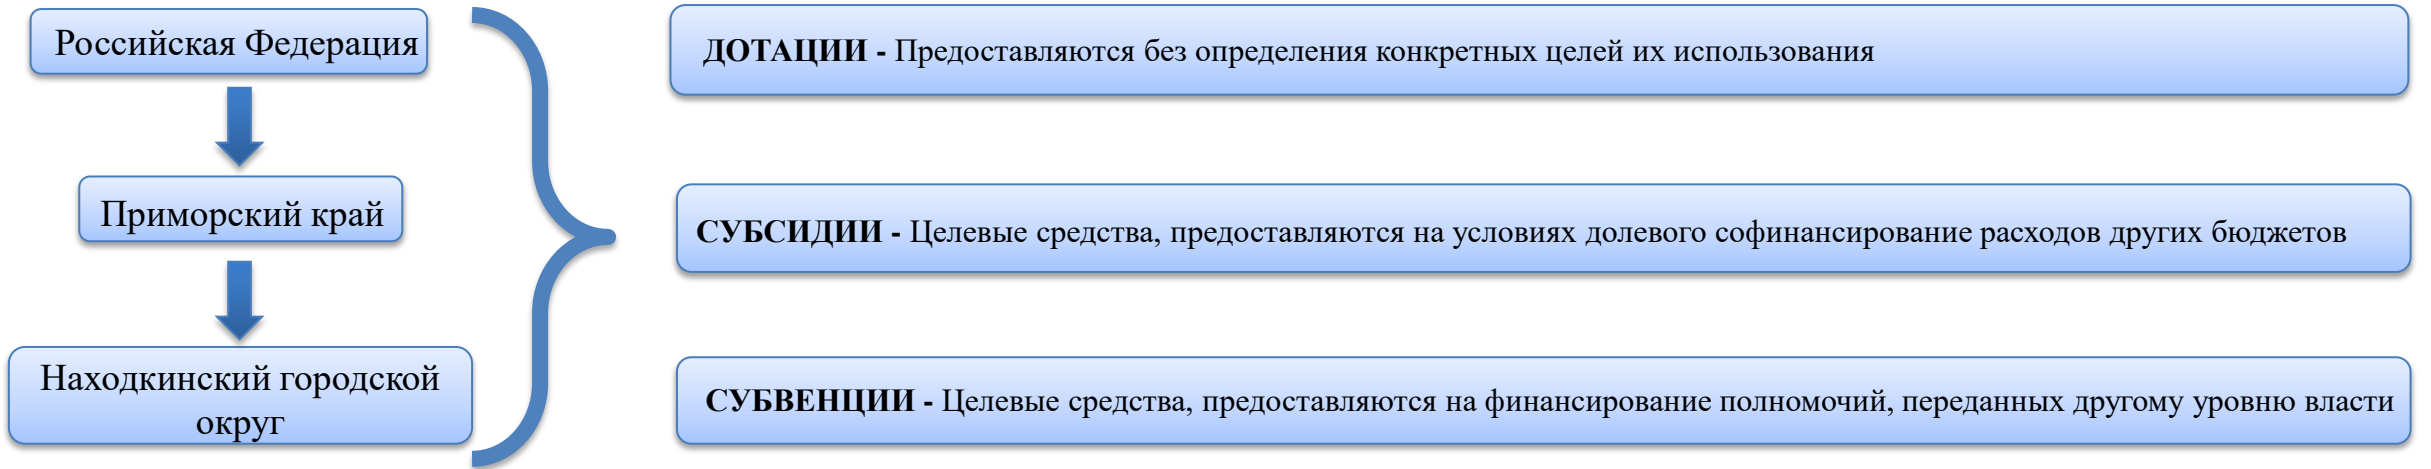 Российская Федерация
Приморский край
Находкинский городской
округ
ДОТАЦИИ - Предоставляются без определения конкретных целей их использования
СУБСИДИИ - Целевые средства, предоставляются на условиях долевого софинансирование расходов других бюджетов
СУБВЕНЦИИ - Целевые средства, предоставляются на финансирование полномочий, переданных другому уровню власти